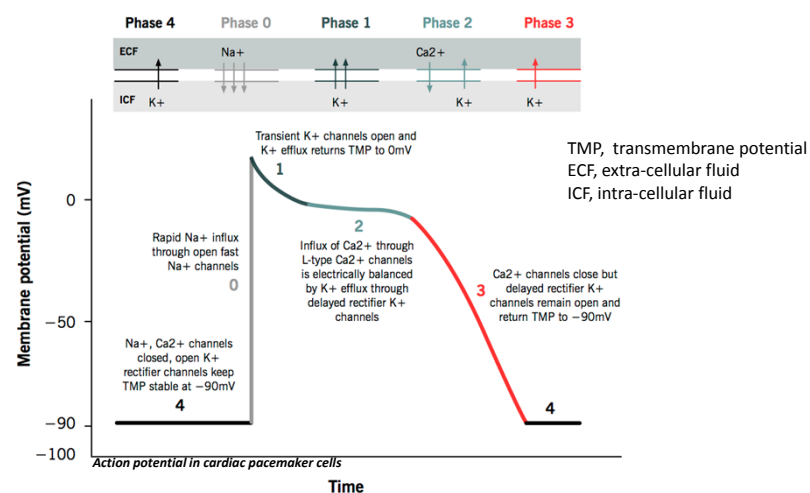 Phase 4 Phase 0 Phase 1 Phase 2 Phase 3
ECF Na+ Ca2+
ICF K+ K+ K+ K+
Transient K+ channels open and
K+ efflux returns TMP to 0mV
1
TMP, transmembrane potential
ECF, extra-cellular fluid
ICF, intra-cellular fluid
Membrane potential (mV)
0
−50
−90
−100
Rapid Na+ influx
through open fast
Na+ channels
0
2
Influx of Ca2+ through
L-type Ca2+ channels
is electrically balanced
by K+ efflux through
delayed rectifier K+
channels
3
Ca2+ channels close but
delayed rectifier K+
channels remain open and
return TMP to −90mV
Na+, Ca2+ channels
closed, open K+
rectifier channels keep
TMP stable at −90mV
4
4
Action potential in cardiac pacemaker cells
Time